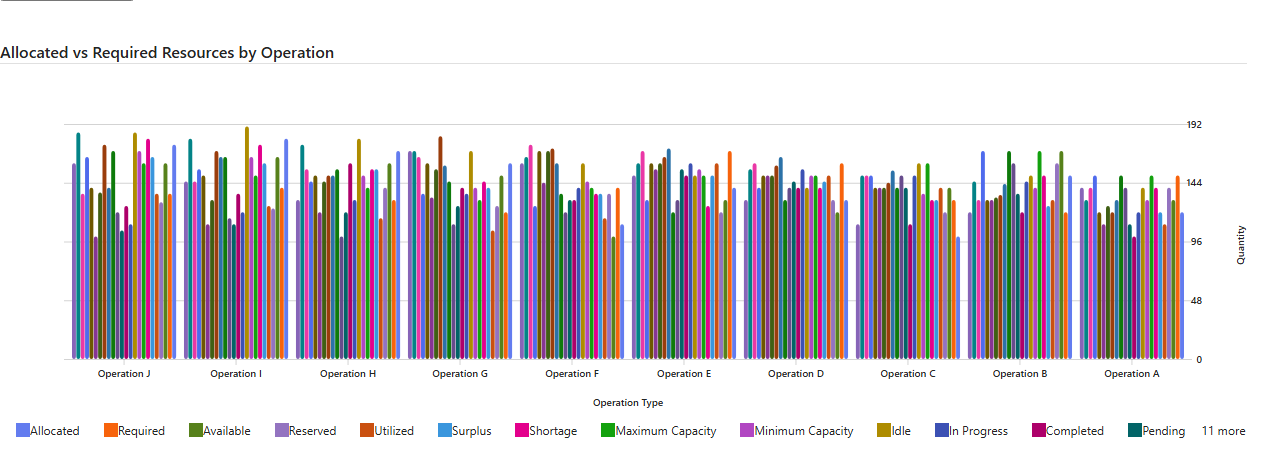 Allocated vs Required Resources by Operation
192
144
96
48
0
Quantity
Operation J Operation I Operation H Operation G Operation F Operation E Operation D Operation C Operation B Operation A
Operation Type
Allocated Required Available Reserved Utilized Surplus Shortage Maximum Capacity Minimum Capacity Idle In Progress Completed Pending 11 more